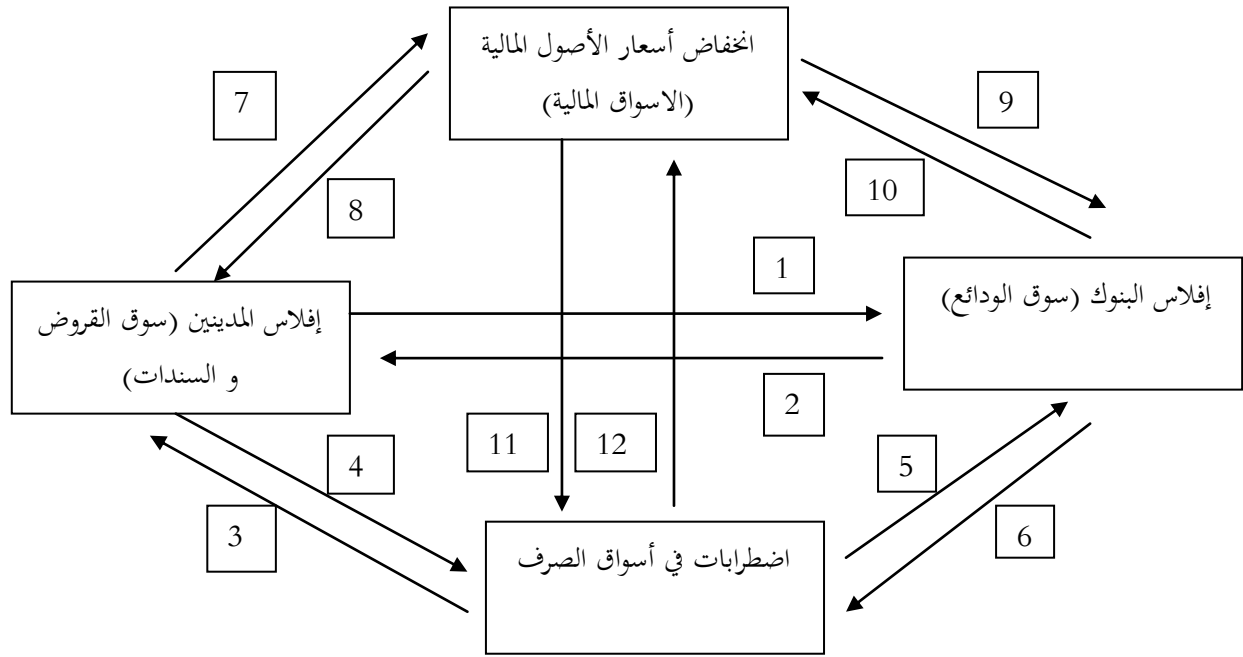 انخفاض أسعار الأصول المالية
(الاسواق المالية)
7
9
8
10
1
إفلاس البنوك (سوق الودائع)
إفلاس المدينين (سوق القروض
و السندات)
2
11
12
4
5
3
6
اضطرابات في أسواق الصرف